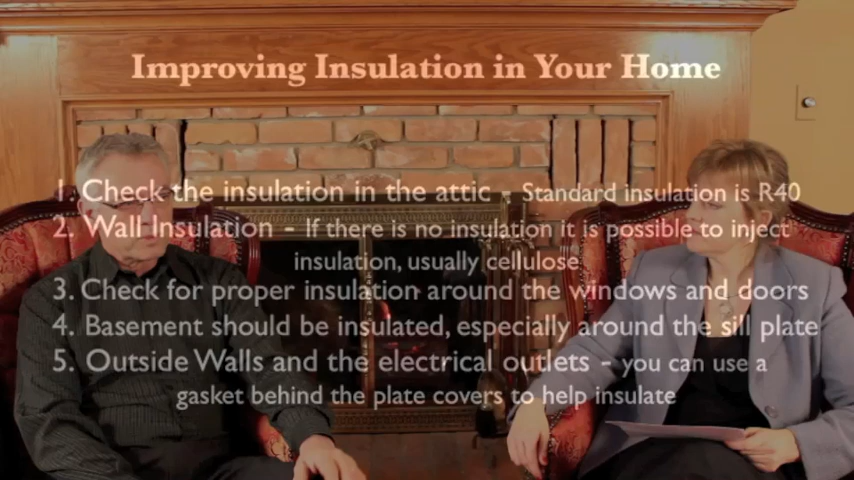 Improving Insulation in Your Home
1. Check the insulation in the attic - Standard insulation is R40
2. Wall Insulation - If there is no insulation it is possible to inject
insulation, usually cellulose
3. Check for proper insulation around the windows and doors
4. Basement should be insulated, especially around the sill plate
5. Outside Walls and the electrical outlets - you can use a
gasket behind the plate covers to help insulate